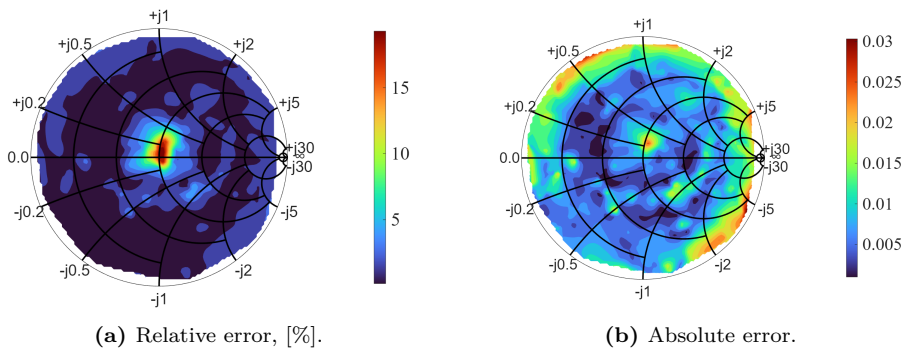 +j1
+j0.5
+j2
+j0.2
+j5
0.0
+j30
∞
-j30
-j0.2
-j5
-j0.5
-j2
-j1
15
10
5
(a) Relative error, [%].
+j1
+j0.5
+j2
+j0.2
+j5
0.0
+j30
∞
-j30
-j0.2
-j5
-j0.5
-j2
-j1
0.03
0.025
0.02
0.015
0.01
0.005
(b) Absolute error.